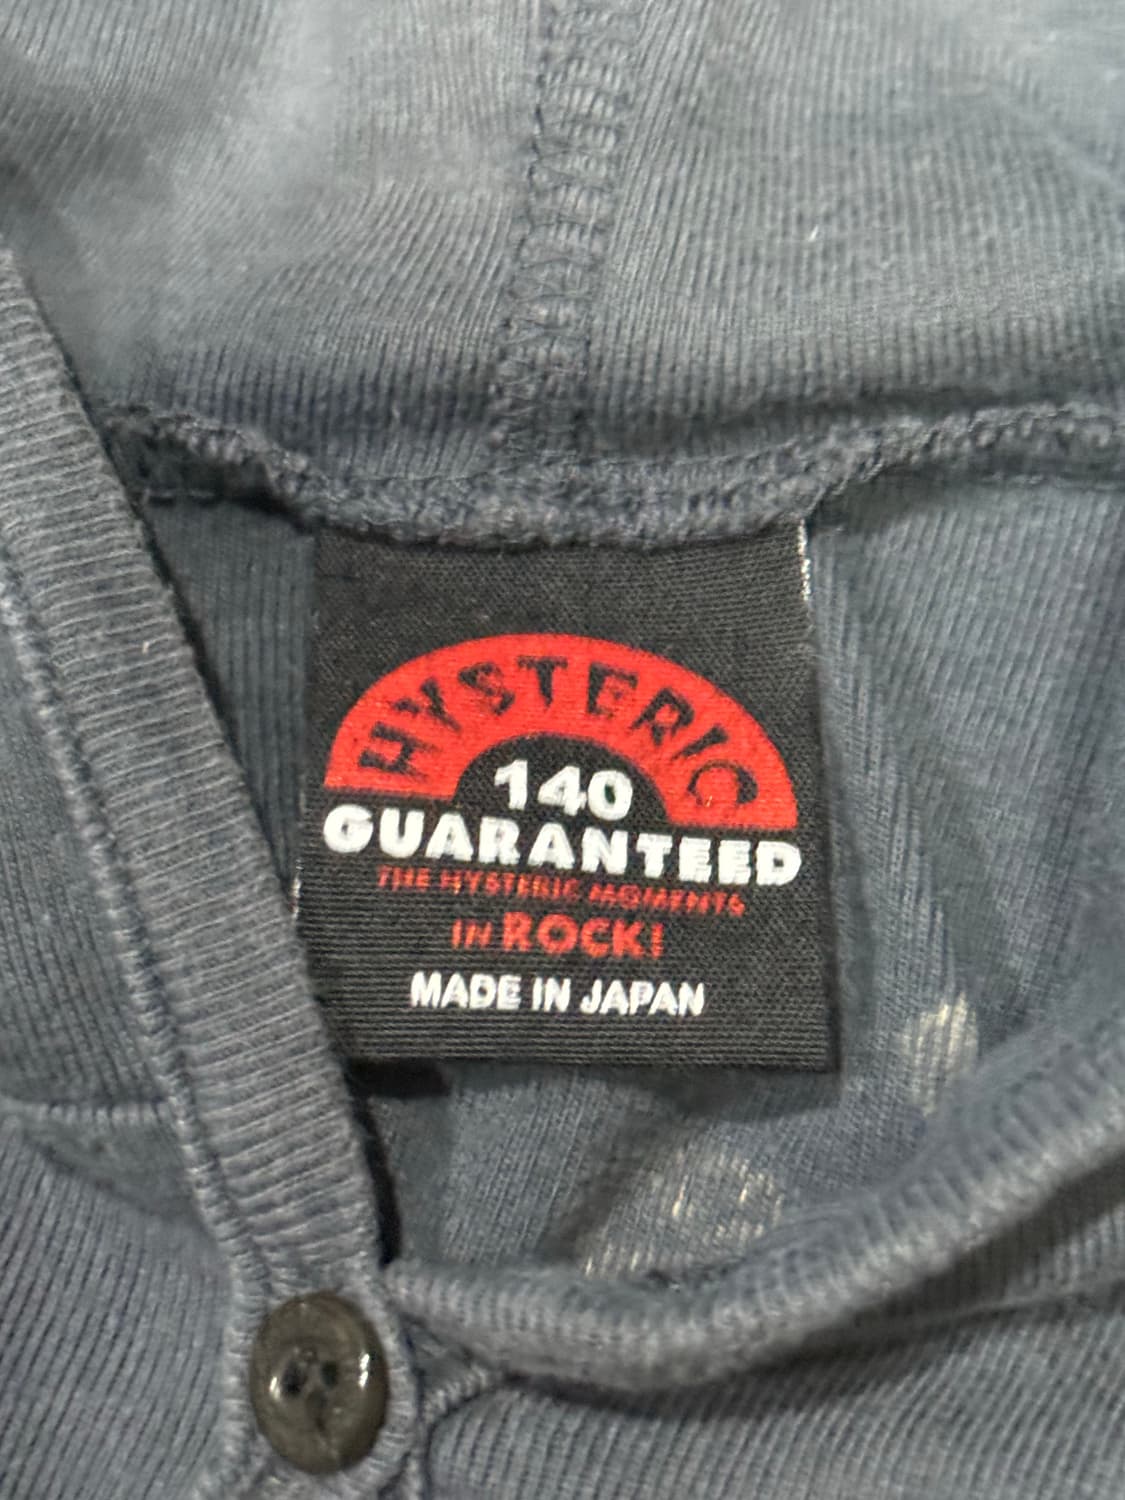 HYSTERIC
140
GUARANTEED
THE HYSTERIC MOMENTS
IN ROCK!
MADE IN JAPAN